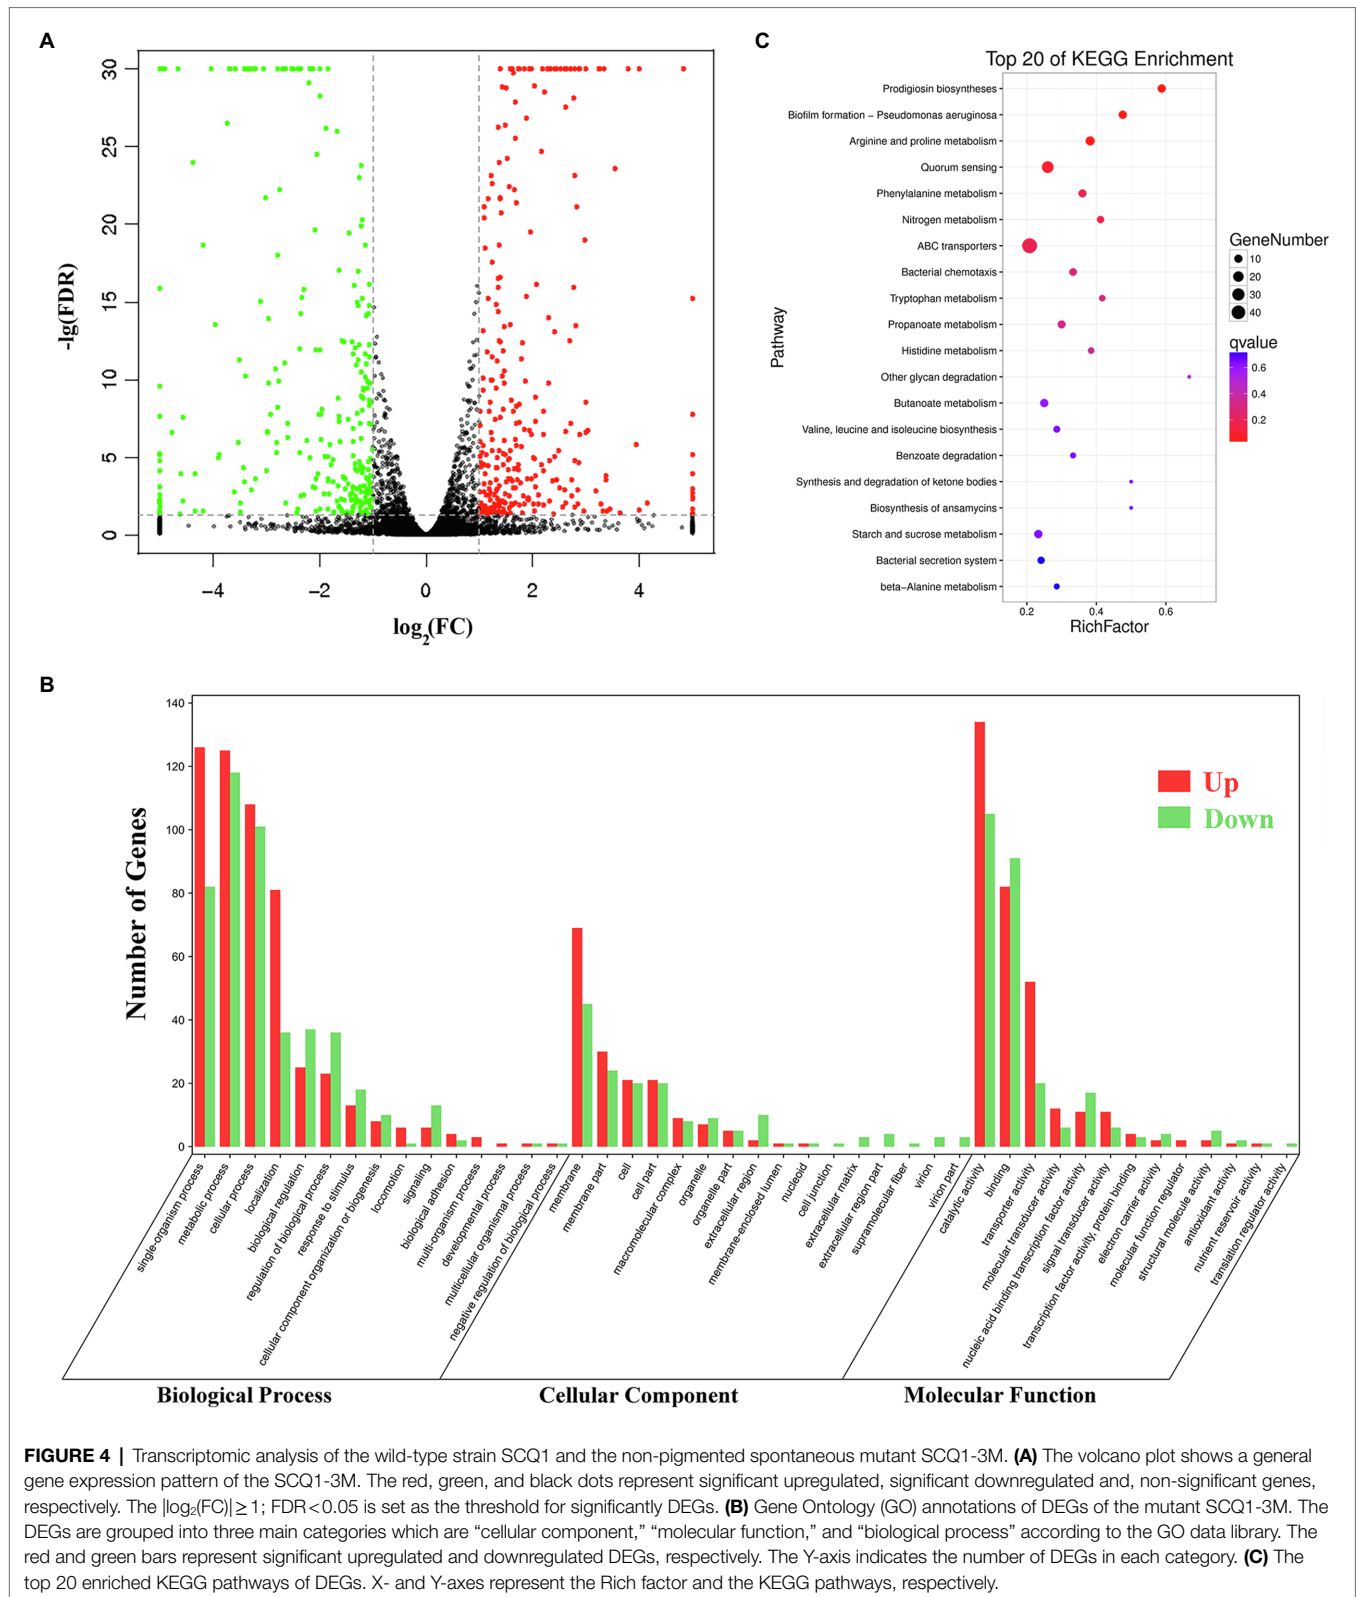 A
-lg(FDR)
30
25
20
15
10
5
0
−4
−2
0
2
4
log2(FC)
C
Top 20 of KEGG Enrichment
Pathway
Prodigiosin biosyntheses
Biofilm formation − Pseudomonas aeruginosa
Arginine and proline metabolism
Quorum sensing
Phenylalanine metabolism
Nitrogen metabolism
ABC transporters
Bacterial chemotaxis
Tryptophan metabolism
Propanoate metabolism
Histidine metabolism
Other glycan degradation
Butanoate metabolism
Valine, leucine and isoleucine biosynthesis
Benzoate degradation
Synthesis and degradation of ketone bodies
Biosynthesis of ansamycins
Starch and sucrose metabolism
Bacterial secretion system
beta−Alanine metabolism
0.2
0.4
0.6
RichFactor
GeneNumber
10
20
30
40
qvalue
0.6
0.4
0.2
B
Number of Genes
140
120
100
80
60
40
20
0
Up
Down
single-organism process
metabolic process
cellular process
localization
biological regulation
regulation of biological process
response to stimulus
cellular component organization or biogenesis
locomotion
signaling
biological adhesion
multi-organism process
developmental process
multicellular organismal process
negative regulation of biological process
membrane
membrane part
cell
cell part
macromolecular complex
organelle
organelle part
extracellular region
membrane-enclosed lumen
nucleoid
cell junction
extracellular matrix
extracellular region part
supramolecular fiber
virion
virion part
catalytic activity
binding
transporter activity
molecular transducer activity
nucleic acid binding transcription factor activity
signal transducer activity
transcription factor activity, protein binding
electron carrier activity
molecular function regulator
structural molecule activity
antioxidant activity
nutrient reservoir activity
translation regulator activity
Biological Process
Cellular Component
Molecular Function
FIGURE 4 | Transcriptomic analysis of the wild-type strain SCQ1 and the non-pigmented spontaneous mutant SCQ1-3M. (A) The volcano plot shows a general
gene expression pattern of the SCQ1-3M. The red, green, and black dots represent significant upregulated, significant downregulated and, non-significant genes,
respectively. The |log2(FC)| ≥ 1; FDR < 0.05 is set as the threshold for significantly DEGs. (B) Gene Ontology (GO) annotations of DEGs of the mutant SCQ1-3M. The
DEGs are grouped into three main categories which are “cellular component,” “molecular function,” and “biological process” according to the GO data library. The
red and green bars represent significant upregulated and downregulated DEGs, respectively. The Y-axis indicates the number of DEGs in each category. (C) The
top 20 enriched KEGG pathways of DEGs. X- and Y-axes represent the Rich factor and the KEGG pathways, respectively.